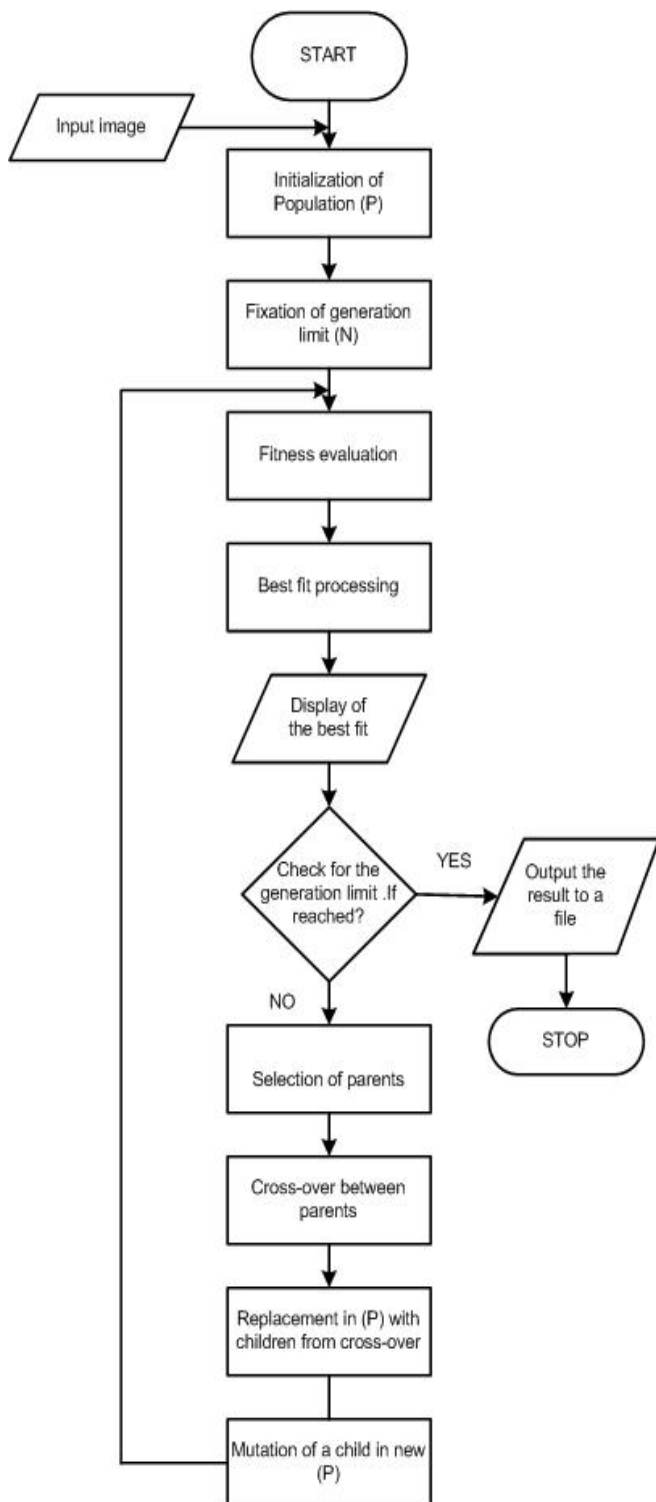 START
Input image
Initialization of
Population (P)
Fixation of generation
limit (N)
Fitness evaluation
Best fit processing
Display of
the best fit
Check for the
generation limit .If
reached?
YES
Output the
result to a
file
STOP
NO
Selection of parents
Cross-over between
parents
Replacement in (P) with
children from cross-over
Mutation of a child in new
(P)